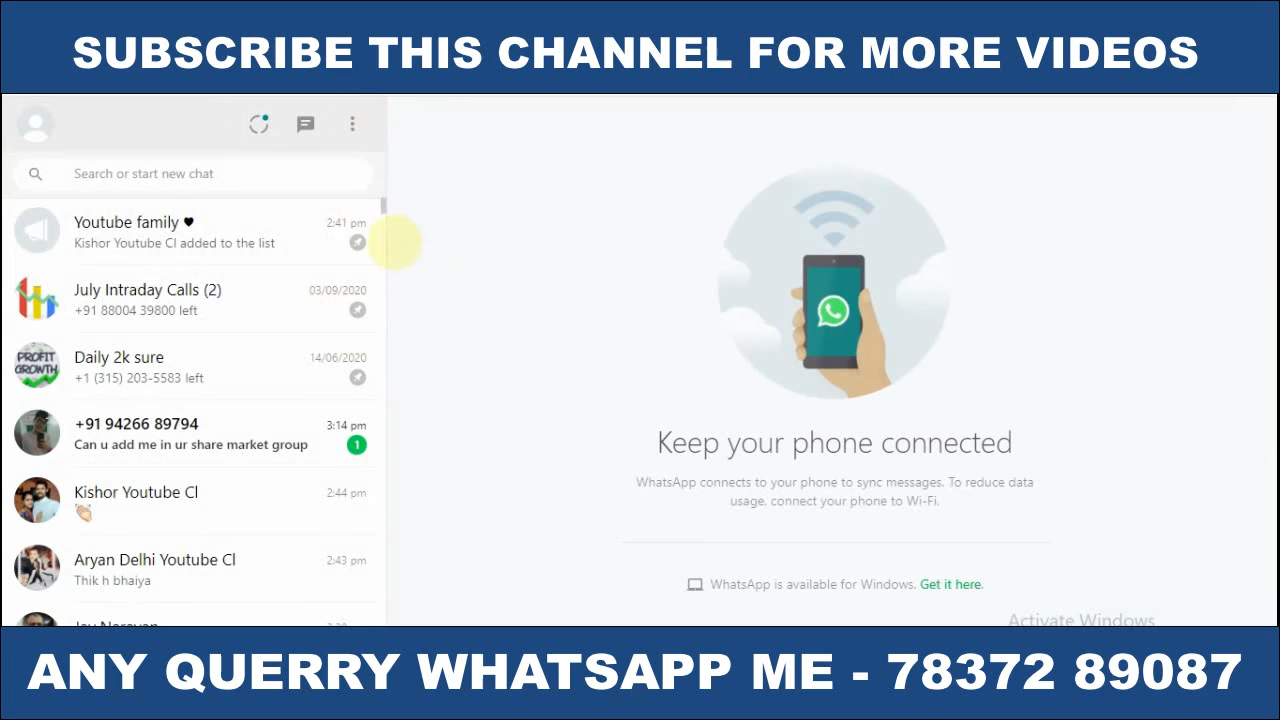 SUBSCRIBE THIS CHANNEL FOR MORE VIDEOS
Search or start new chat
Youtube family ♥
2:41 pm
Kishor Youtube Cl added to the list
July Intraday Calls (2)
03/09/2020
+91 88004 39800 left
PROFIT
GROWTH
Daily 2k sure
14/06/2020
+1 (315) 203-5583 left
+91 94266 89794
3:14 pm
Can u add me in ur share market group
1
Kishor Youtube Cl
2:44 pm
Aryan Delhi Youtube Cl
2:43 pm
Thik h bhaiya
Keep your phone connected
WhatsApp connects to your phone to sync messages. To reduce data
usage, connect your phone to Wi-Fi.
WhatsApp is available for Windows. Get it here.
Activate Windows
ANY QUERRY WHATSAPP ME - 78372 89087